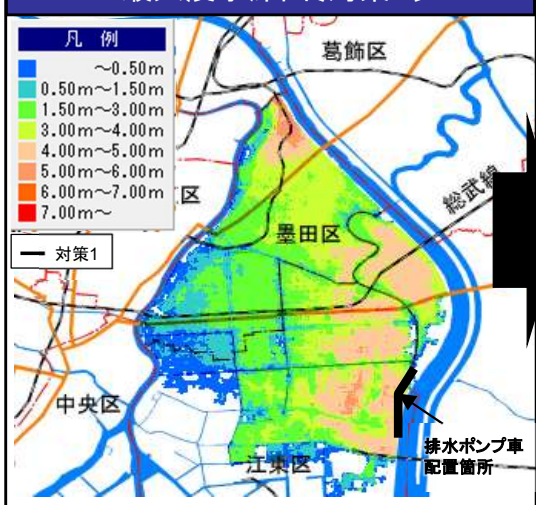 凡 例
～0.50m
0.50m～1.50m
1.50m～3.00m
3.00m～4.00m
4.00m～5.00m
5.00m～6.00m
6.00m～7.00m
7.00m～
対策1
葛飾区
区
総武線
墨田区
中央区
江東区
排水ポンプ車
配置箇所